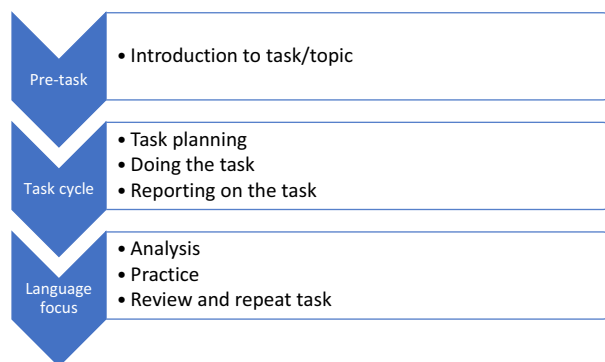 Pre-task
• Introduction to task/topic
Task cycle
• Task planning
• Doing the task
• Reporting on the task
Language
focus
• Analysis
• Practice
• Review and repeat task